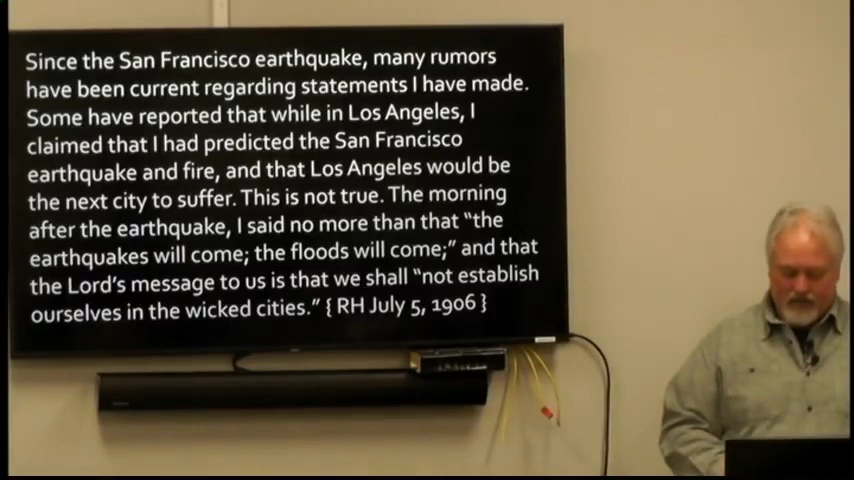 Since the San Francisco earthquake, many rumors
have been current regarding statements I have made.
Some have reported that while in Los Angeles, I
claimed that I had predicted the San Francisco
earthquake and fire, and that Los Angeles would be
the next city to suffer. This is not true. The morning
after the earthquake, I said no more than that “the
earthquakes will come; the floods will come;” and that
the Lord’s message to us is that we shall “not establish
ourselves in the wicked cities.” { RH July 5, 1906 }